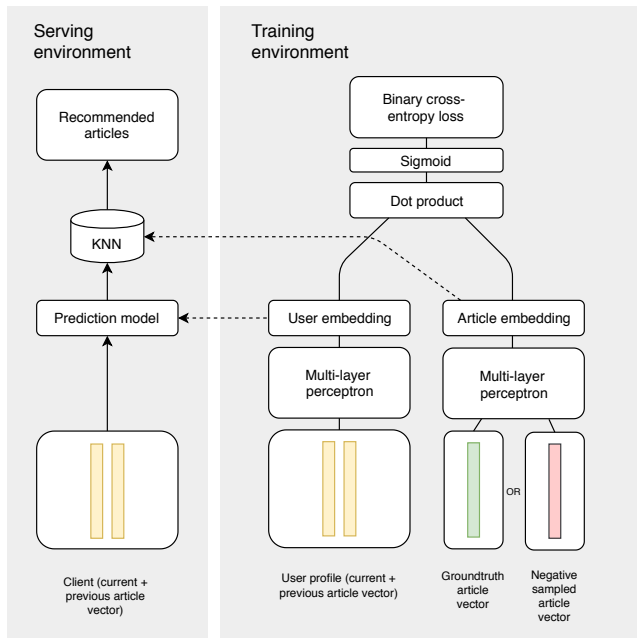 Serving
environment
Recommended
articles
KNN
Prediction model
Client (current +
previous article
vector)
Training
environment
Binary cross-
entropy loss
Sigmoid
Dot product
User embedding
Article embedding
Multi-layer
perceptron
Multi-layer
perceptron
OR
User profile (current +
previous article vector)
Groundtruth
article
vector
Negative
sampled
article
vector